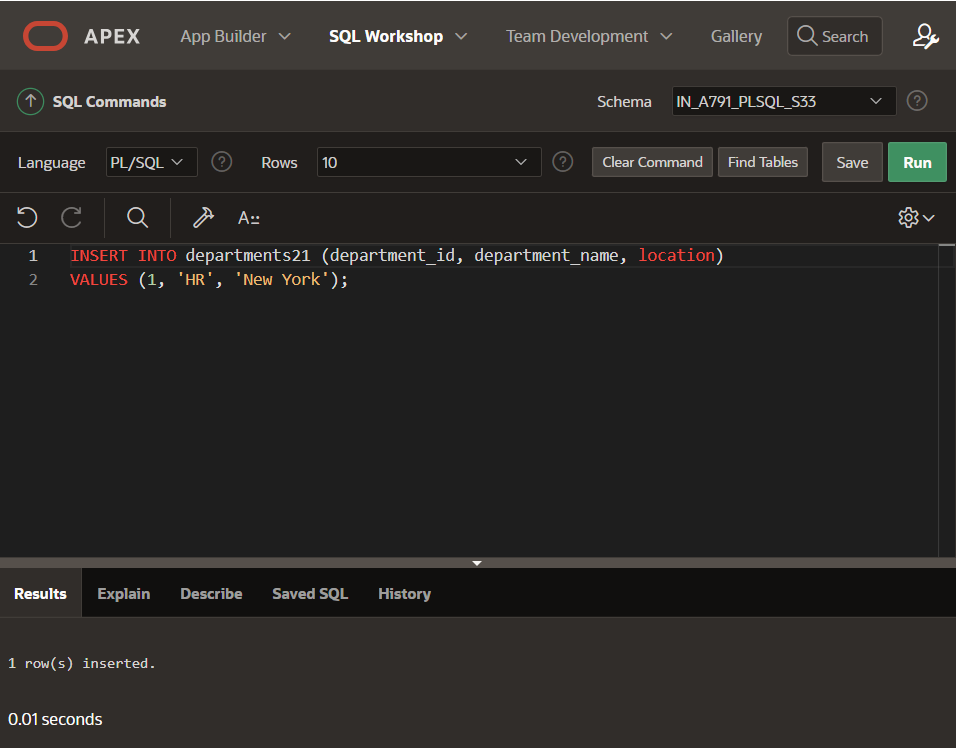 APEX App Builder SQL Workshop Team Development Gallery Search
SQL Commands Schema IN_A791_PLSQL_S33 ?
Language PL/SQL ? Rows 10 ? Clear Command Find Tables Save Run
A::
1 INSERT INTO departments21 (department_id, department_name, location)
2 VALUES (1, 'HR', 'New York');
Results Explain Describe Saved SQL History
1 row(s) inserted.
0.01 seconds